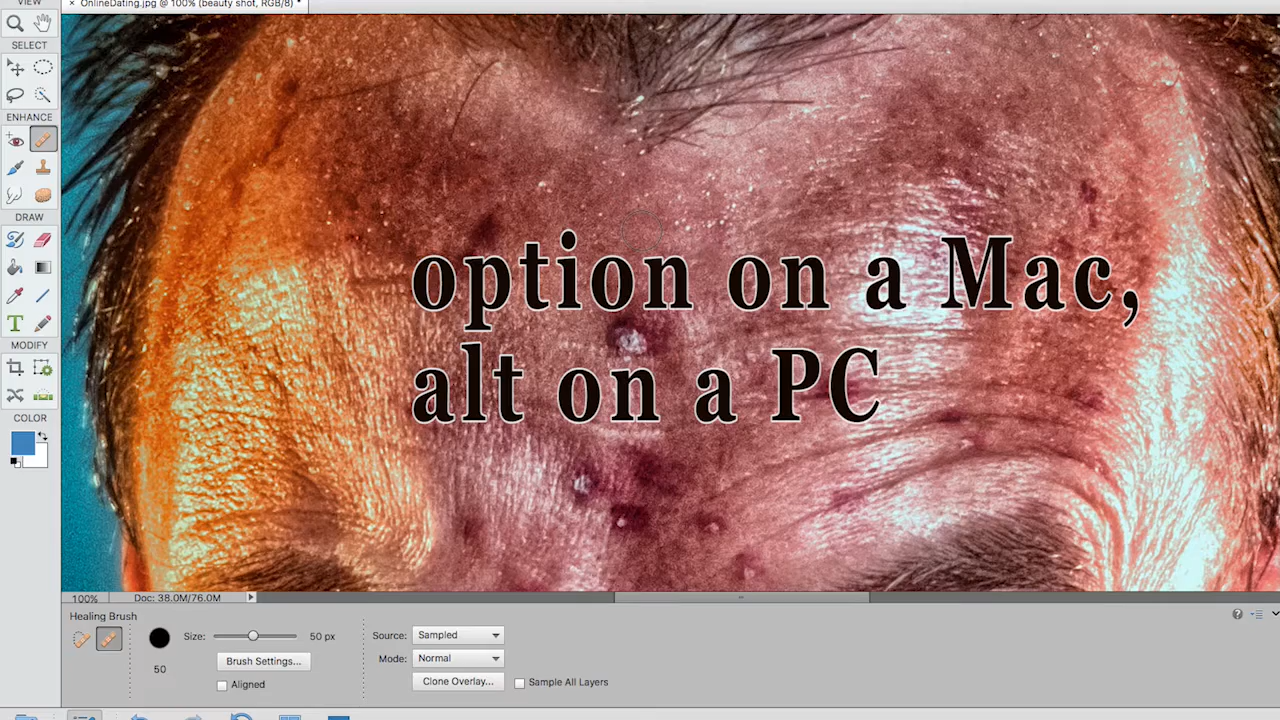 VIEW
× OnlineDating.jpg @ 100% (beauty shot, RGB/8) *
SELECT
ENHANCE
DRAW
MODIFY
COLOR
option on a Mac,
alt on a PC
100%
Doc: 38.0M/76.0M
Healing Brush
50
Size:
50 px
Brush Settings...
Aligned
Source:
Sampled
Mode:
Normal
Clone Overlay...
Sample All Layers